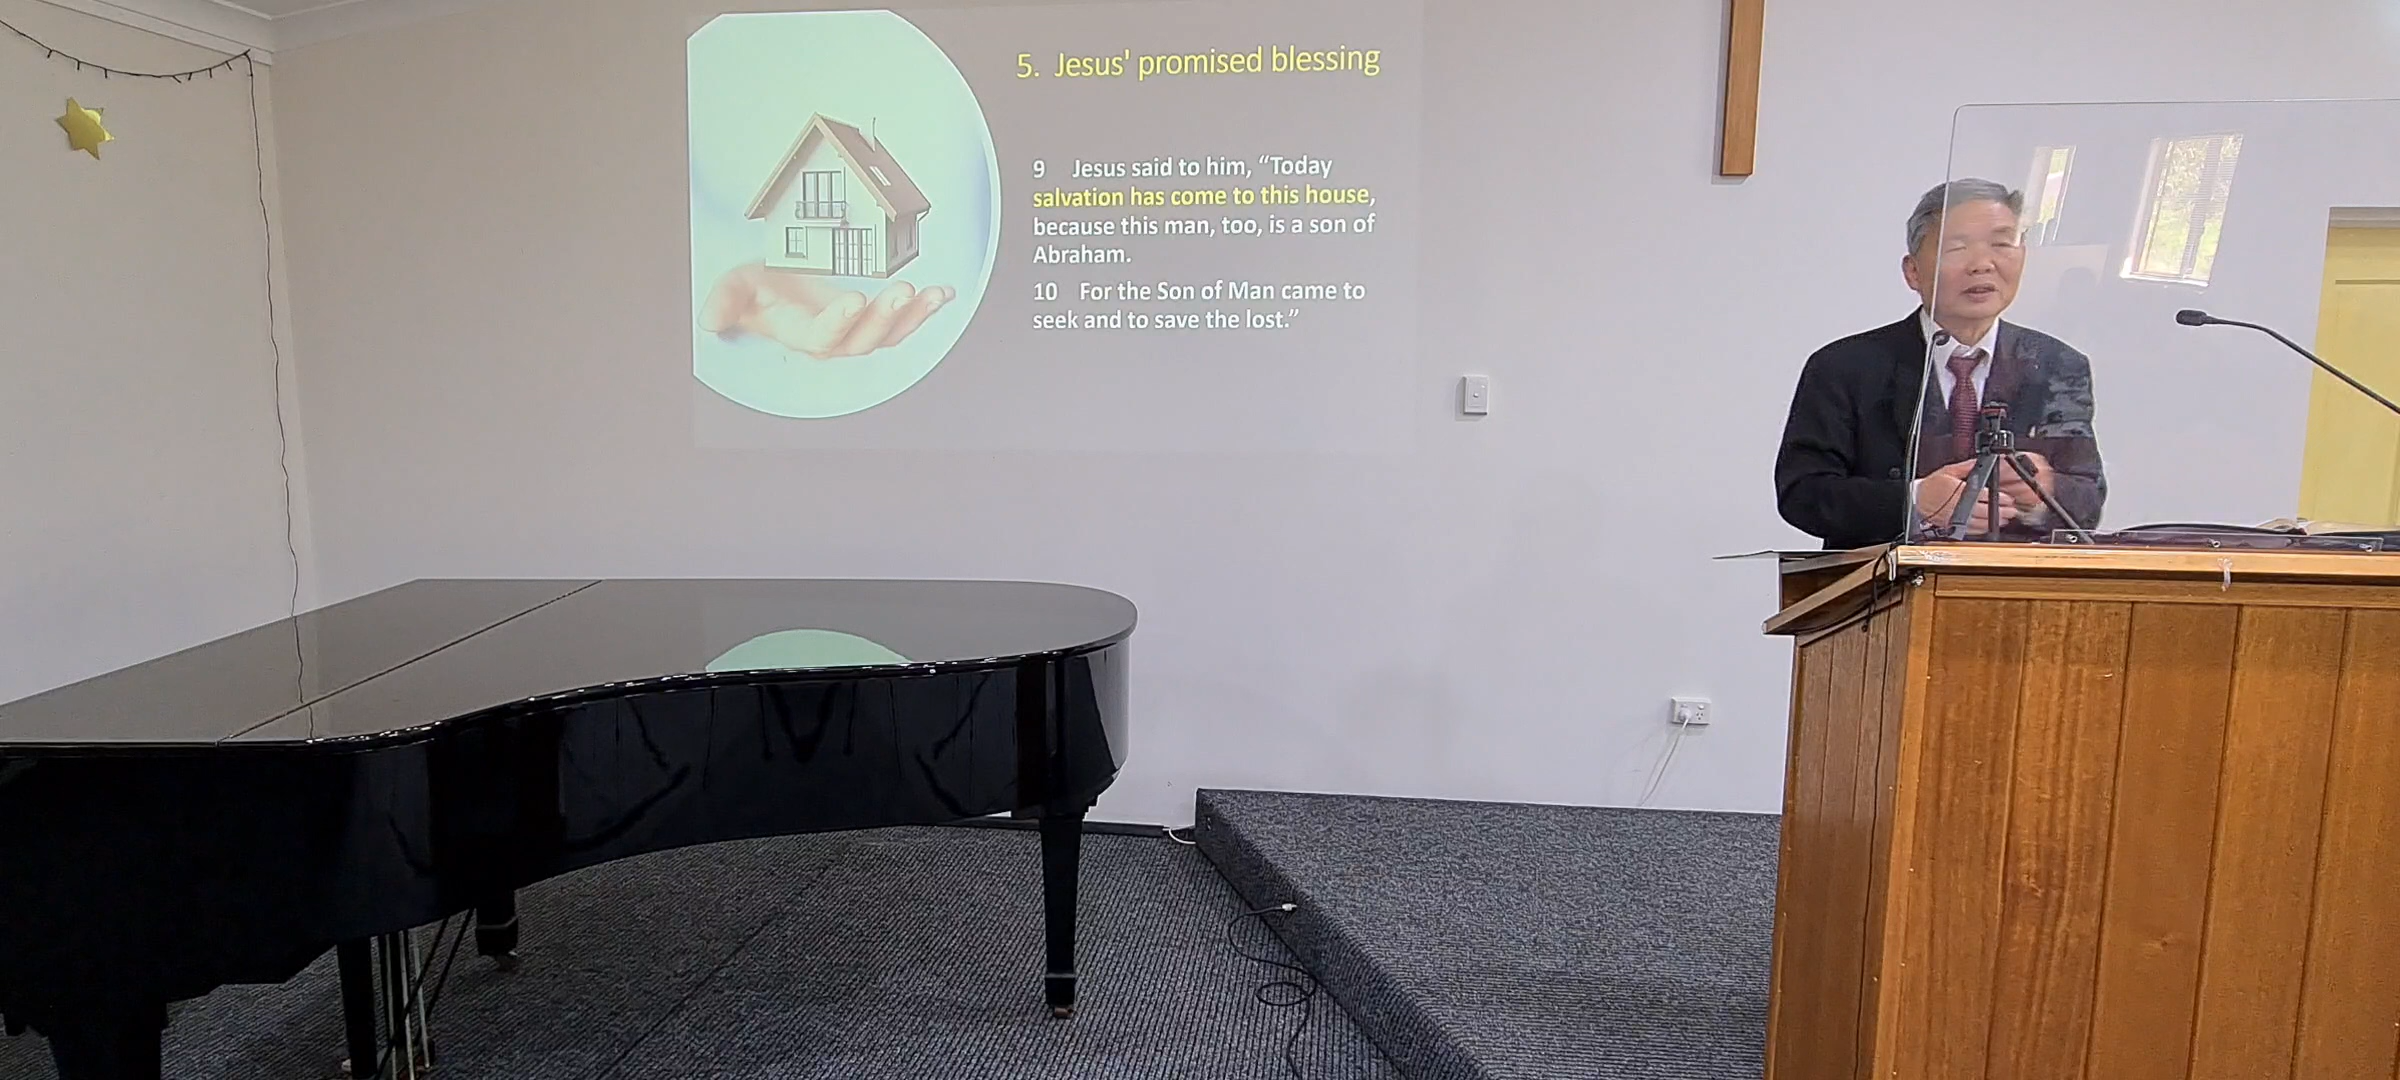 5. Jesus' promised blessing
9 Jesus said to him, “Today
salvation has come to this house,
because this man, too, is a son of
Abraham.
10 For the Son of Man came to
seek and to save the lost.”